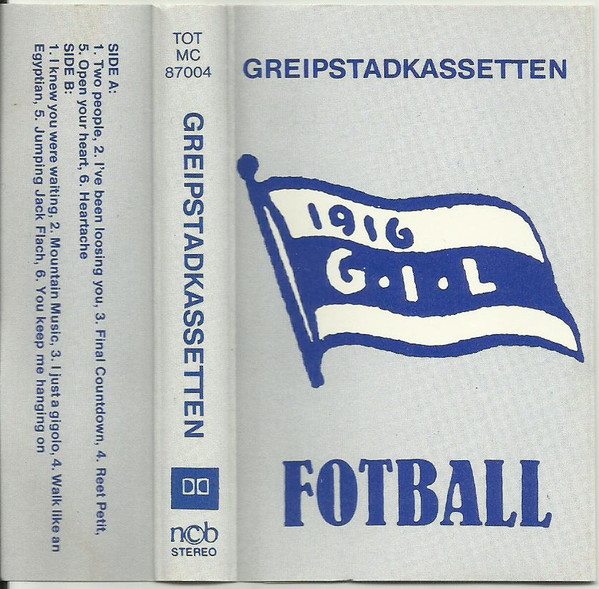 SIDE A:
1. Two people, 2. I've been loosing you, 3. Final Countdown, 4. Reet Petit,
5. Open your heart, 6. Heartache
SIDE B:
1. I knew you were waiting, 2. Mountain Music, 3. I just a gigolo, 4. Walk like an
Egyptian, 5. Jumping Jack Flach, 6. You keep me hanging on
TOT
MC
87004
GREIPSTADKASSETTEN
ncb
STEREO
GREIPSTADKASSETTEN
1916
G·I·L
FOTBALL